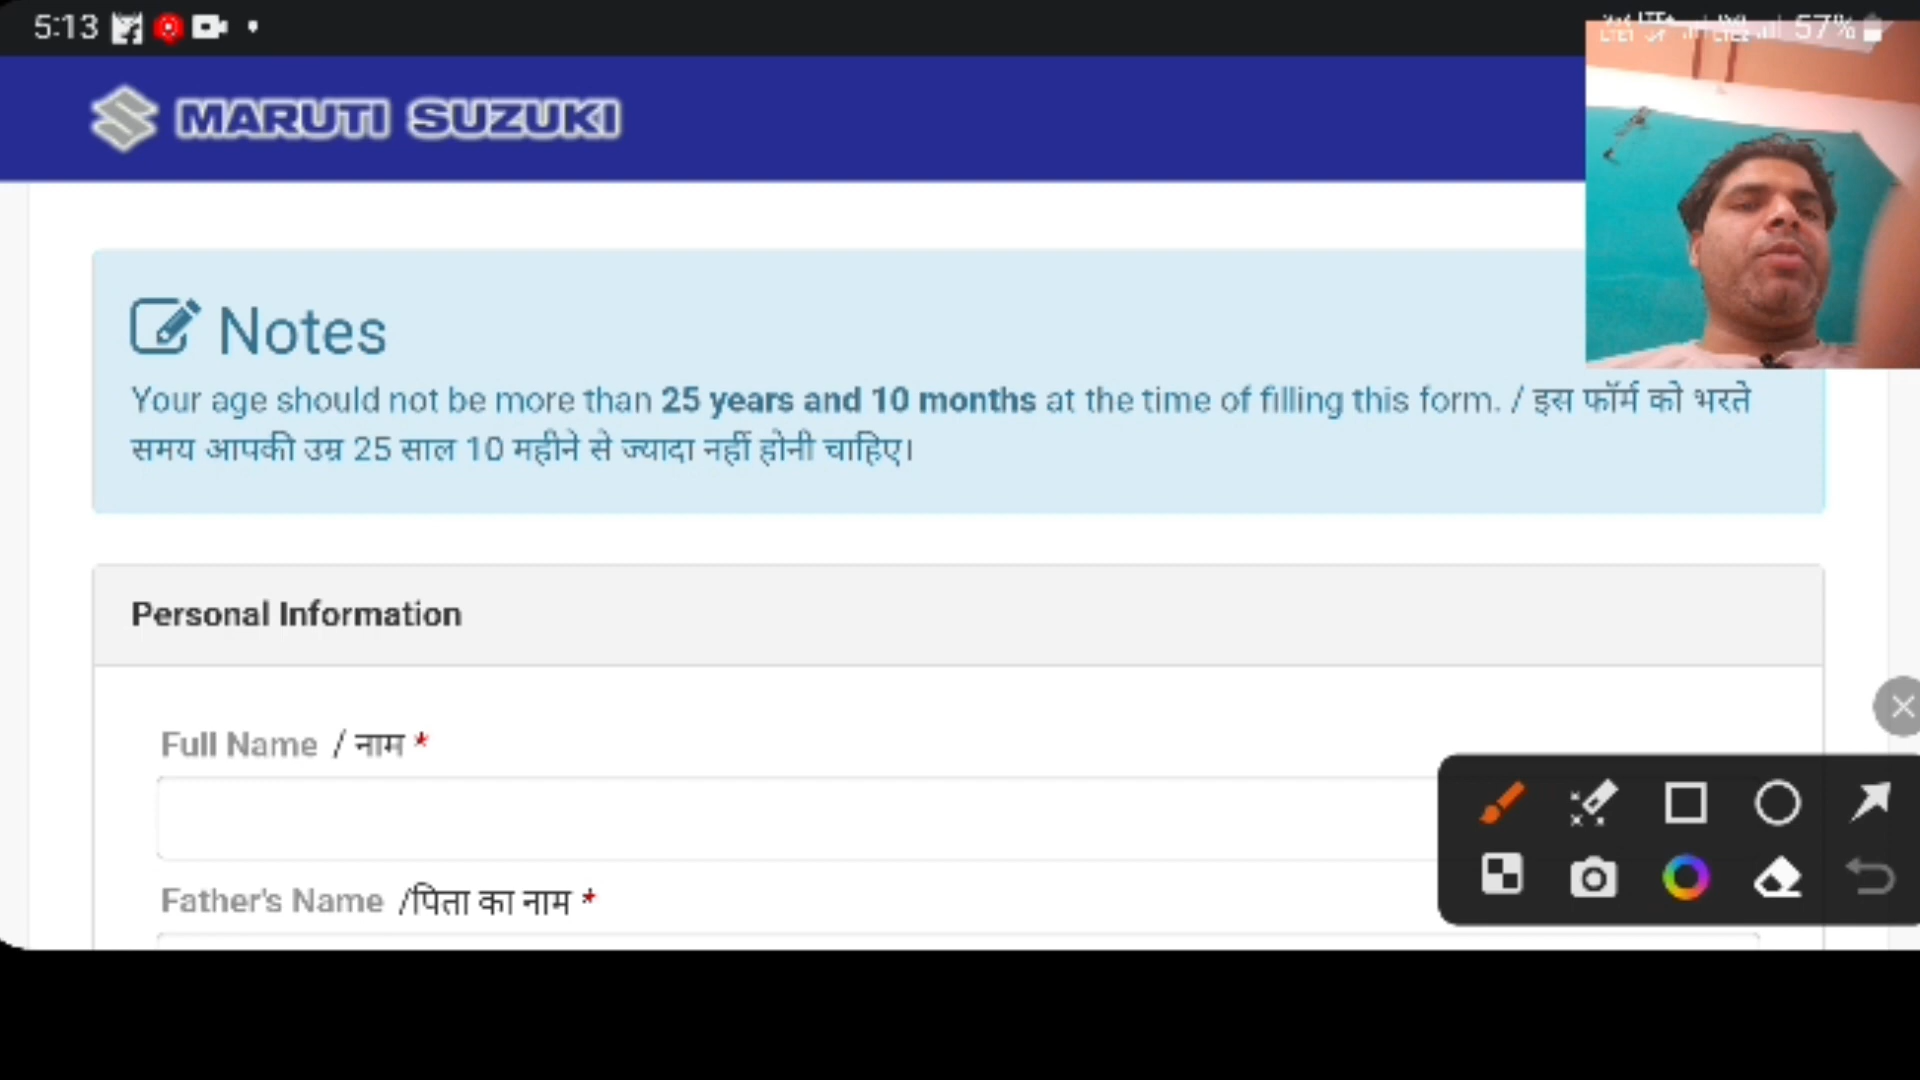 5:13
57%
MARUTI SUZUKI
Notes
Your age should not be more than 25 years and 10 months at the time of filling this form. / इस फॉर्म को भरते
समय आपकी उम्र 25 साल 10 महीने से ज्यादा नहीं होनी चाहिए।
Personal Information
Full Name / नाम *
Father's Name /पिता का नाम *